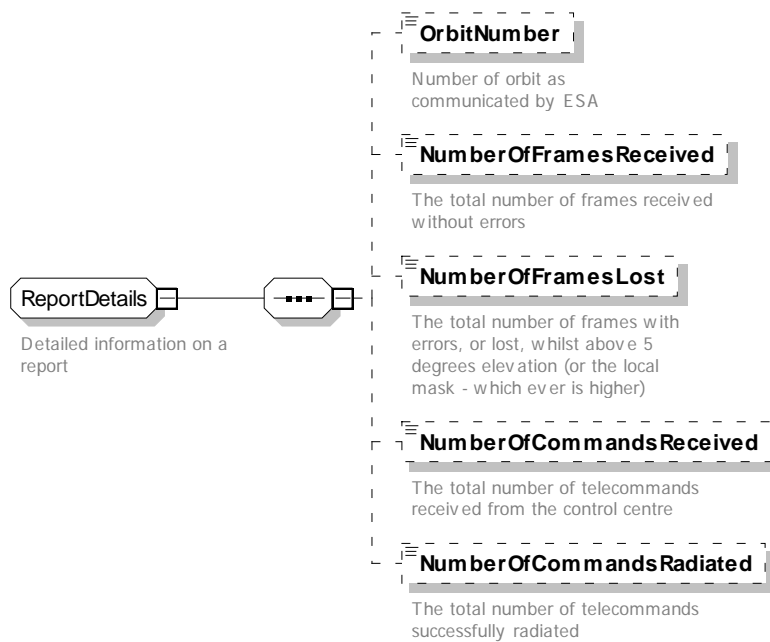 OrbitNumber
Number of orbit as
communicated by ESA
NumberOfFramesReceived
The total number of frames received
without errors
NumberOfFramesLost
The total number of frames with
errors, or lost, whilst above 5
degrees elevation (or the local
mask - which ever is higher)
ReportDetails
Detailed information on a
report
NumberOfCommandsReceived
The total number of telecommandre
received from the control centre
NumberOfCommandsRadiated
The total number of telecommands
successfully radiated